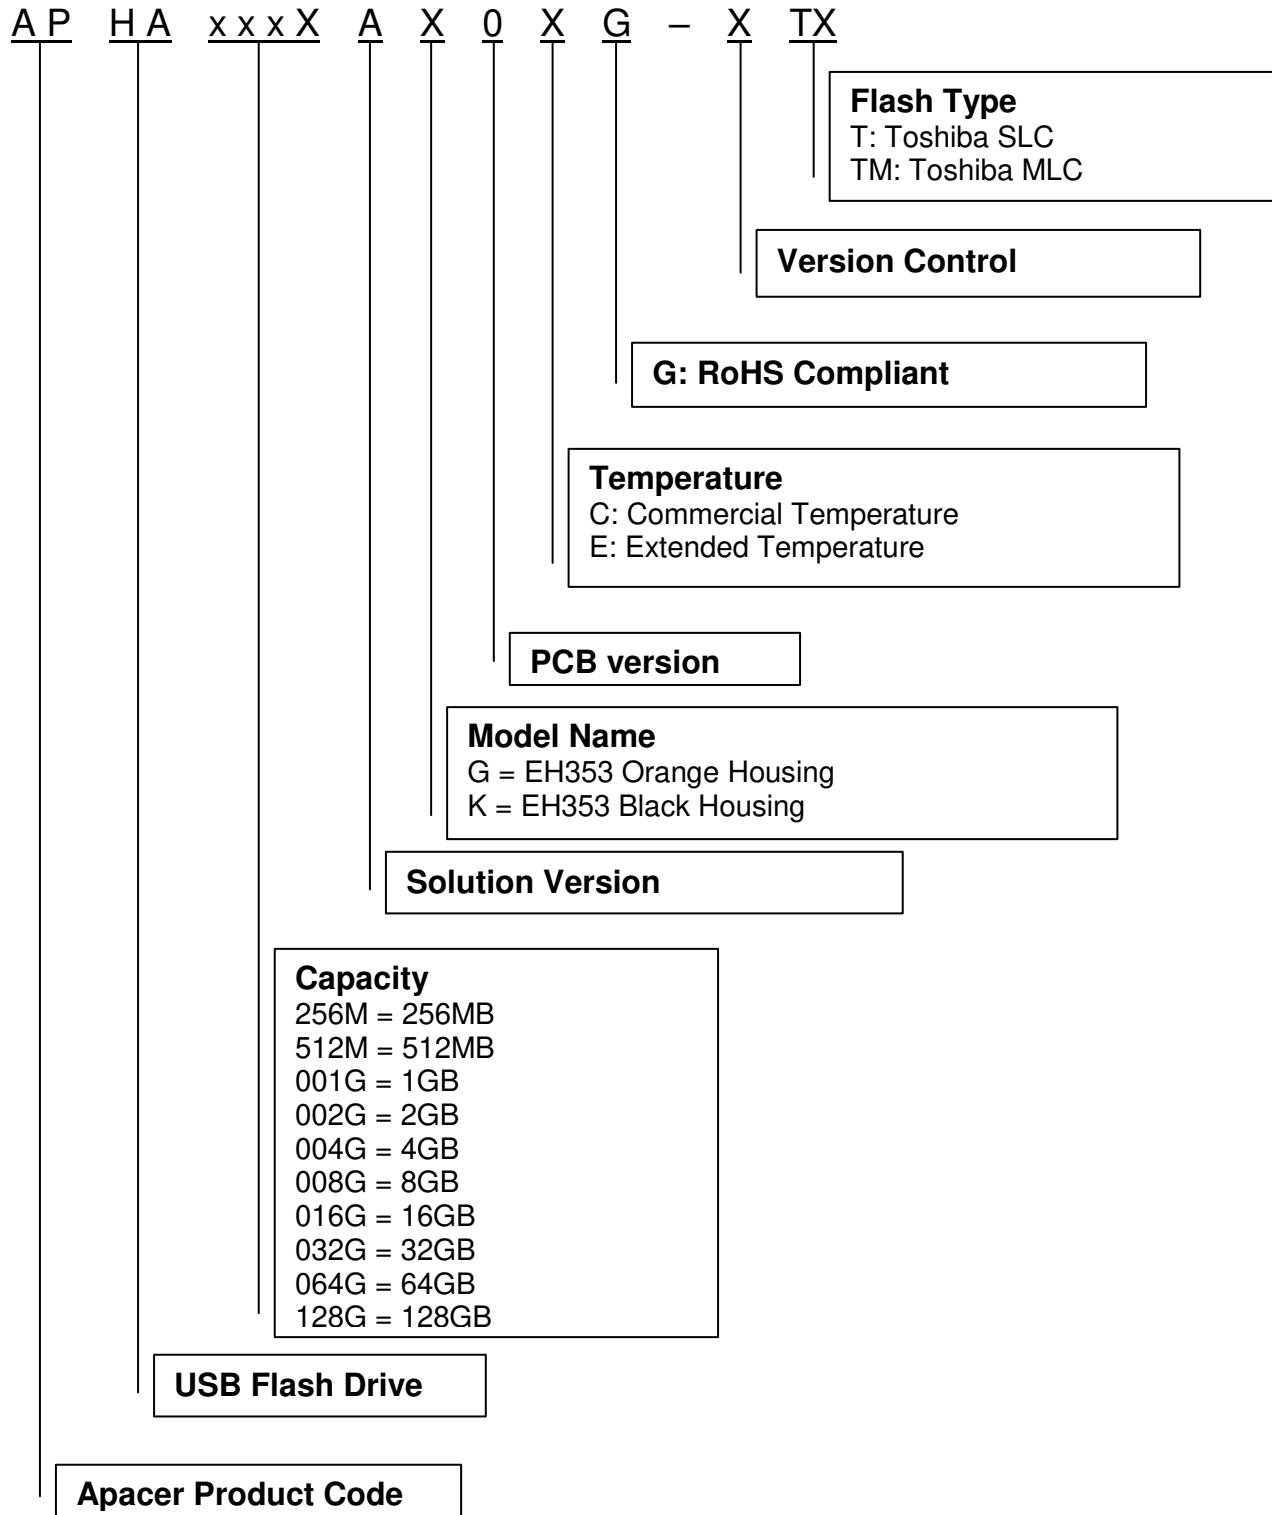 AP HA xxxX A X 0 X G – X TX
Flash Type
T: Toshiba SLC
TM: Toshiba MLC
Version Control
G: RoHS Compliant
Temperature
C: Commercial Temperature
E: Extended Temperature
PCB version
Model Name
G = EH353 Orange Housing
K = EH353 Black Housing
Solution Version
Capacity
256M = 256MB
512M = 512MB
001G = 1GB
002G = 2GB
004G = 4GB
008G = 8GB
016G = 16GB
032G = 32GB
064G = 64GB
128G = 128GB
USB Flash Drive
Apacer Product Code